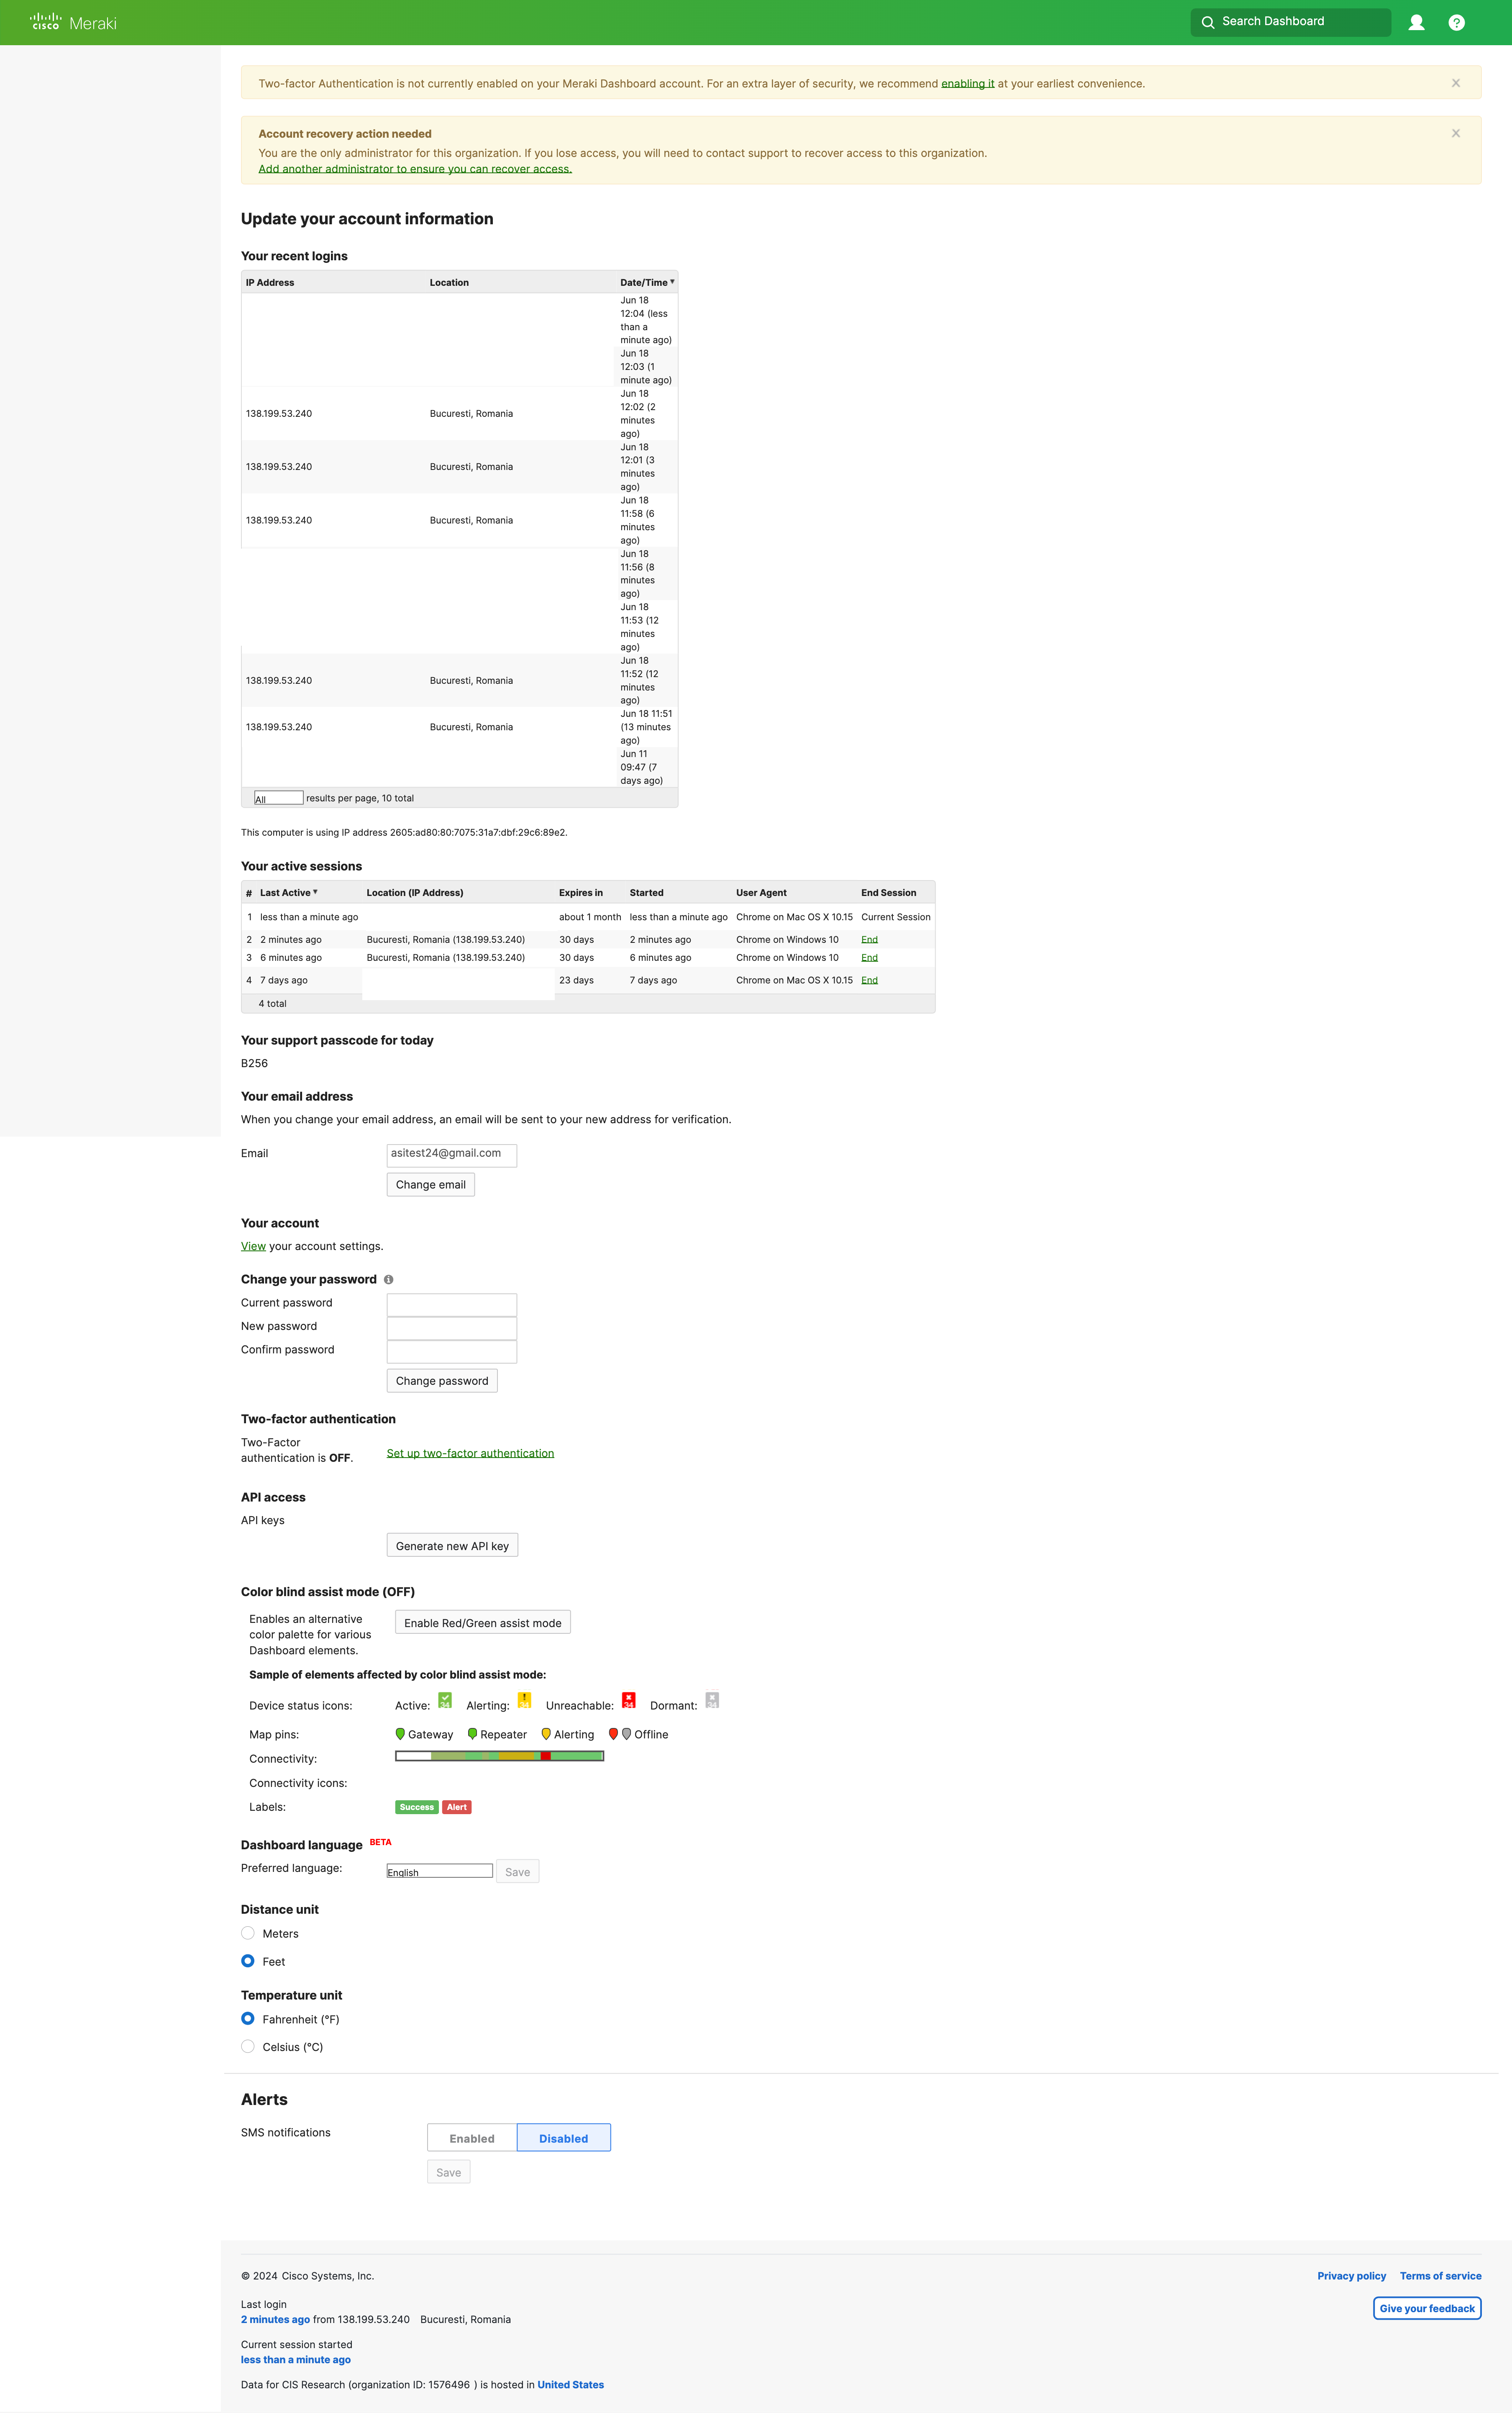 cisco Meraki
Search Dashboard
Two-factor Authentication is not currently enabled on your Meraki Dashboard account. For an extra layer of security, we recommend enabling it at your earliest convenience.
Account recovery action needed
You are the only administrator for this organization. If you lose access, you will need to contact support to recover access to this organization.
Add another administrator to ensure you can recover access.
Update your account information
Your recent logins
IP Address Location Date/Time
Jun 18
12:04 (less
than a
minute ago)
Jun 18
12:03 (1
minute ago)
138.199.53.240 Bucuresti, Romania Jun 18
12:02 (2
minutes
ago)
138.199.53.240 Bucuresti, Romania Jun 18
12:01 (3
minutes
ago)
138.199.53.240 Bucuresti, Romania Jun 18
11:58 (6
minutes
ago)
Jun 18
11:56 (8
minutes
ago)
Jun 18
11:53 (12
minutes
ago)
138.199.53.240 Bucuresti, Romania Jun 18
11:52 (12
minutes
ago)
138.199.53.240 Bucuresti, Romania Jun 18 11:51
(13 minutes
ago)
Jun 11
09:47 (7
days ago)
All results per page, 10 total
This computer is using IP address 2605:ad80:80:7075:31a7:dbf:29c6:89e2.
Your active sessions
# Last Active Location (IP Address) Expires in Started User Agent End Session
1 less than a minute ago about 1 month less than a minute ago Chrome on Mac OS X 10.15 Current Session
2 2 minutes ago Bucuresti, Romania (138.199.53.240) 30 days 2 minutes ago Chrome on Windows 10 End
3 6 minutes ago Bucuresti, Romania (138.199.53.240) 30 days 6 minutes ago Chrome on Windows 10 End
4 7 days ago 23 days 7 days ago Chrome on Mac OS X 10.15 End
4 total
Your support passcode for today
B256
Your email address
When you change your email address, an email will be sent to your new address for verification.
Email asitest24@gmail.com
Change email
Your account
View your account settings.
Change your password
Current password
New password
Confirm password
Change password
Two-factor authentication
Two-Factor
authentication is OFF. Set up two-factor authentication
API access
API keys
Generate new API key
Color blind assist mode (OFF)
Enables an alternative
color palette for various
Dashboard elements.
Enable Red/Green assist mode
Sample of elements affected by color blind assist mode:
Device status icons: Active: 34 Alerting: 34 Unreachable: 34 Dormant: 34
Map pins: Gateway Repeater Alerting Offline
Connectivity:
Connectivity icons:
Labels: Success Alert
Dashboard language BETA
Preferred language: English Save
Distance unit
Meters
Feet
Temperature unit
Fahrenheit (°F)
Celsius (°C)
Alerts
SMS notifications Enabled Disabled
Save
© 2024 Cisco Systems, Inc. Privacy policy Terms of service
Last login
2 minutes ago from 138.199.53.240 Bucuresti, Romania
Give your feedback
Current session started
less than a minute ago
Data for CIS Research (organization ID: 1576496 ) is hosted in United States